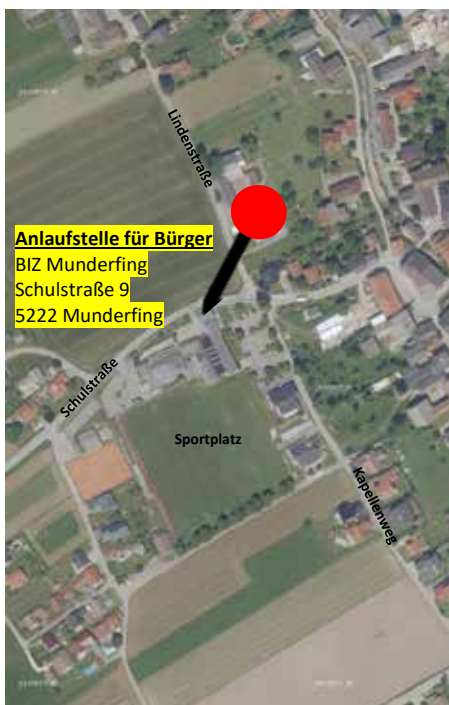 Lindenstraße
Anlaufstelle für Bürger
BIZ Munderfing
Schulstraße 9
5222 Munderfing
Schulstraße
Sportplatz
Kapellenweg